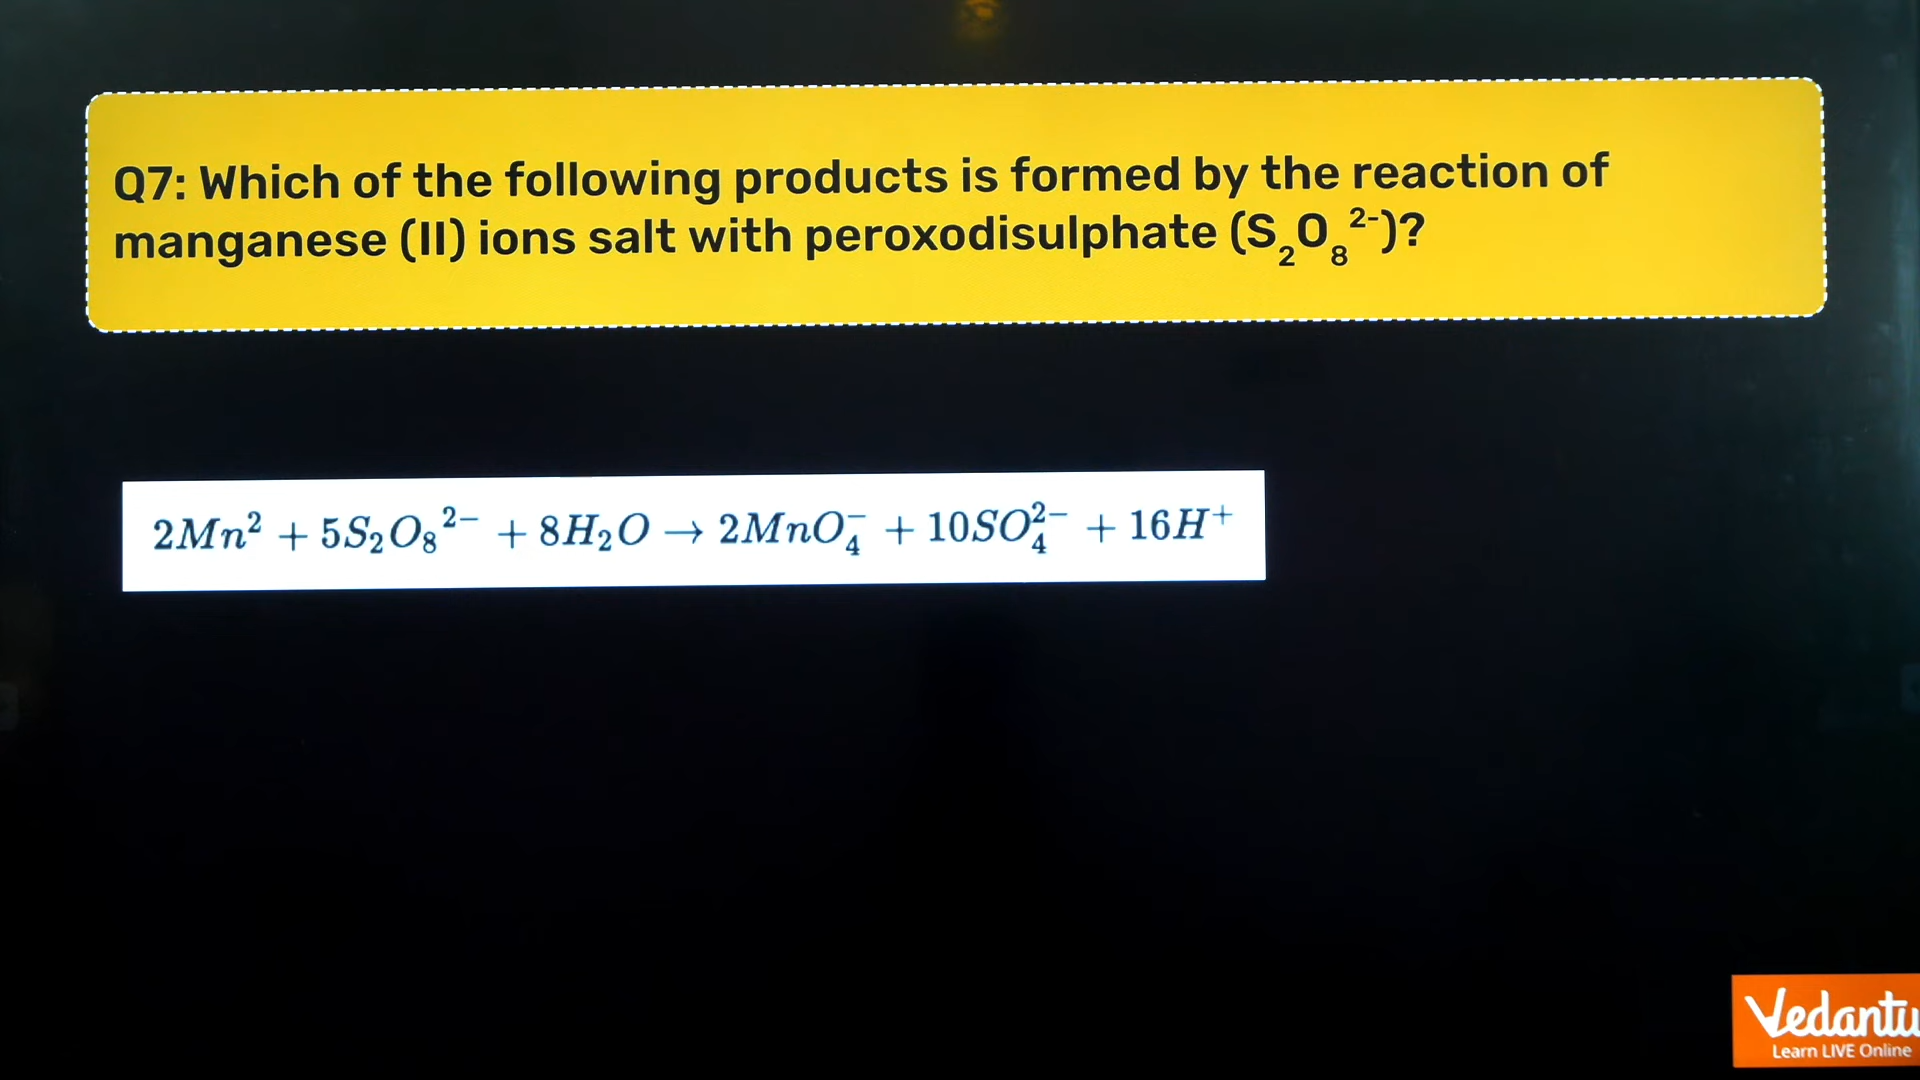 Q7: Which of the following products is formed by the reaction of
manganese (II) ions salt with peroxodisulphate (S₂O₈²⁻)?
2Mn² + 5S₂O₈²⁻ + 8H₂O → 2MnO₄⁻ + 10SO₄²⁻ + 16H⁺
Vedantu
Learn LIVE Online